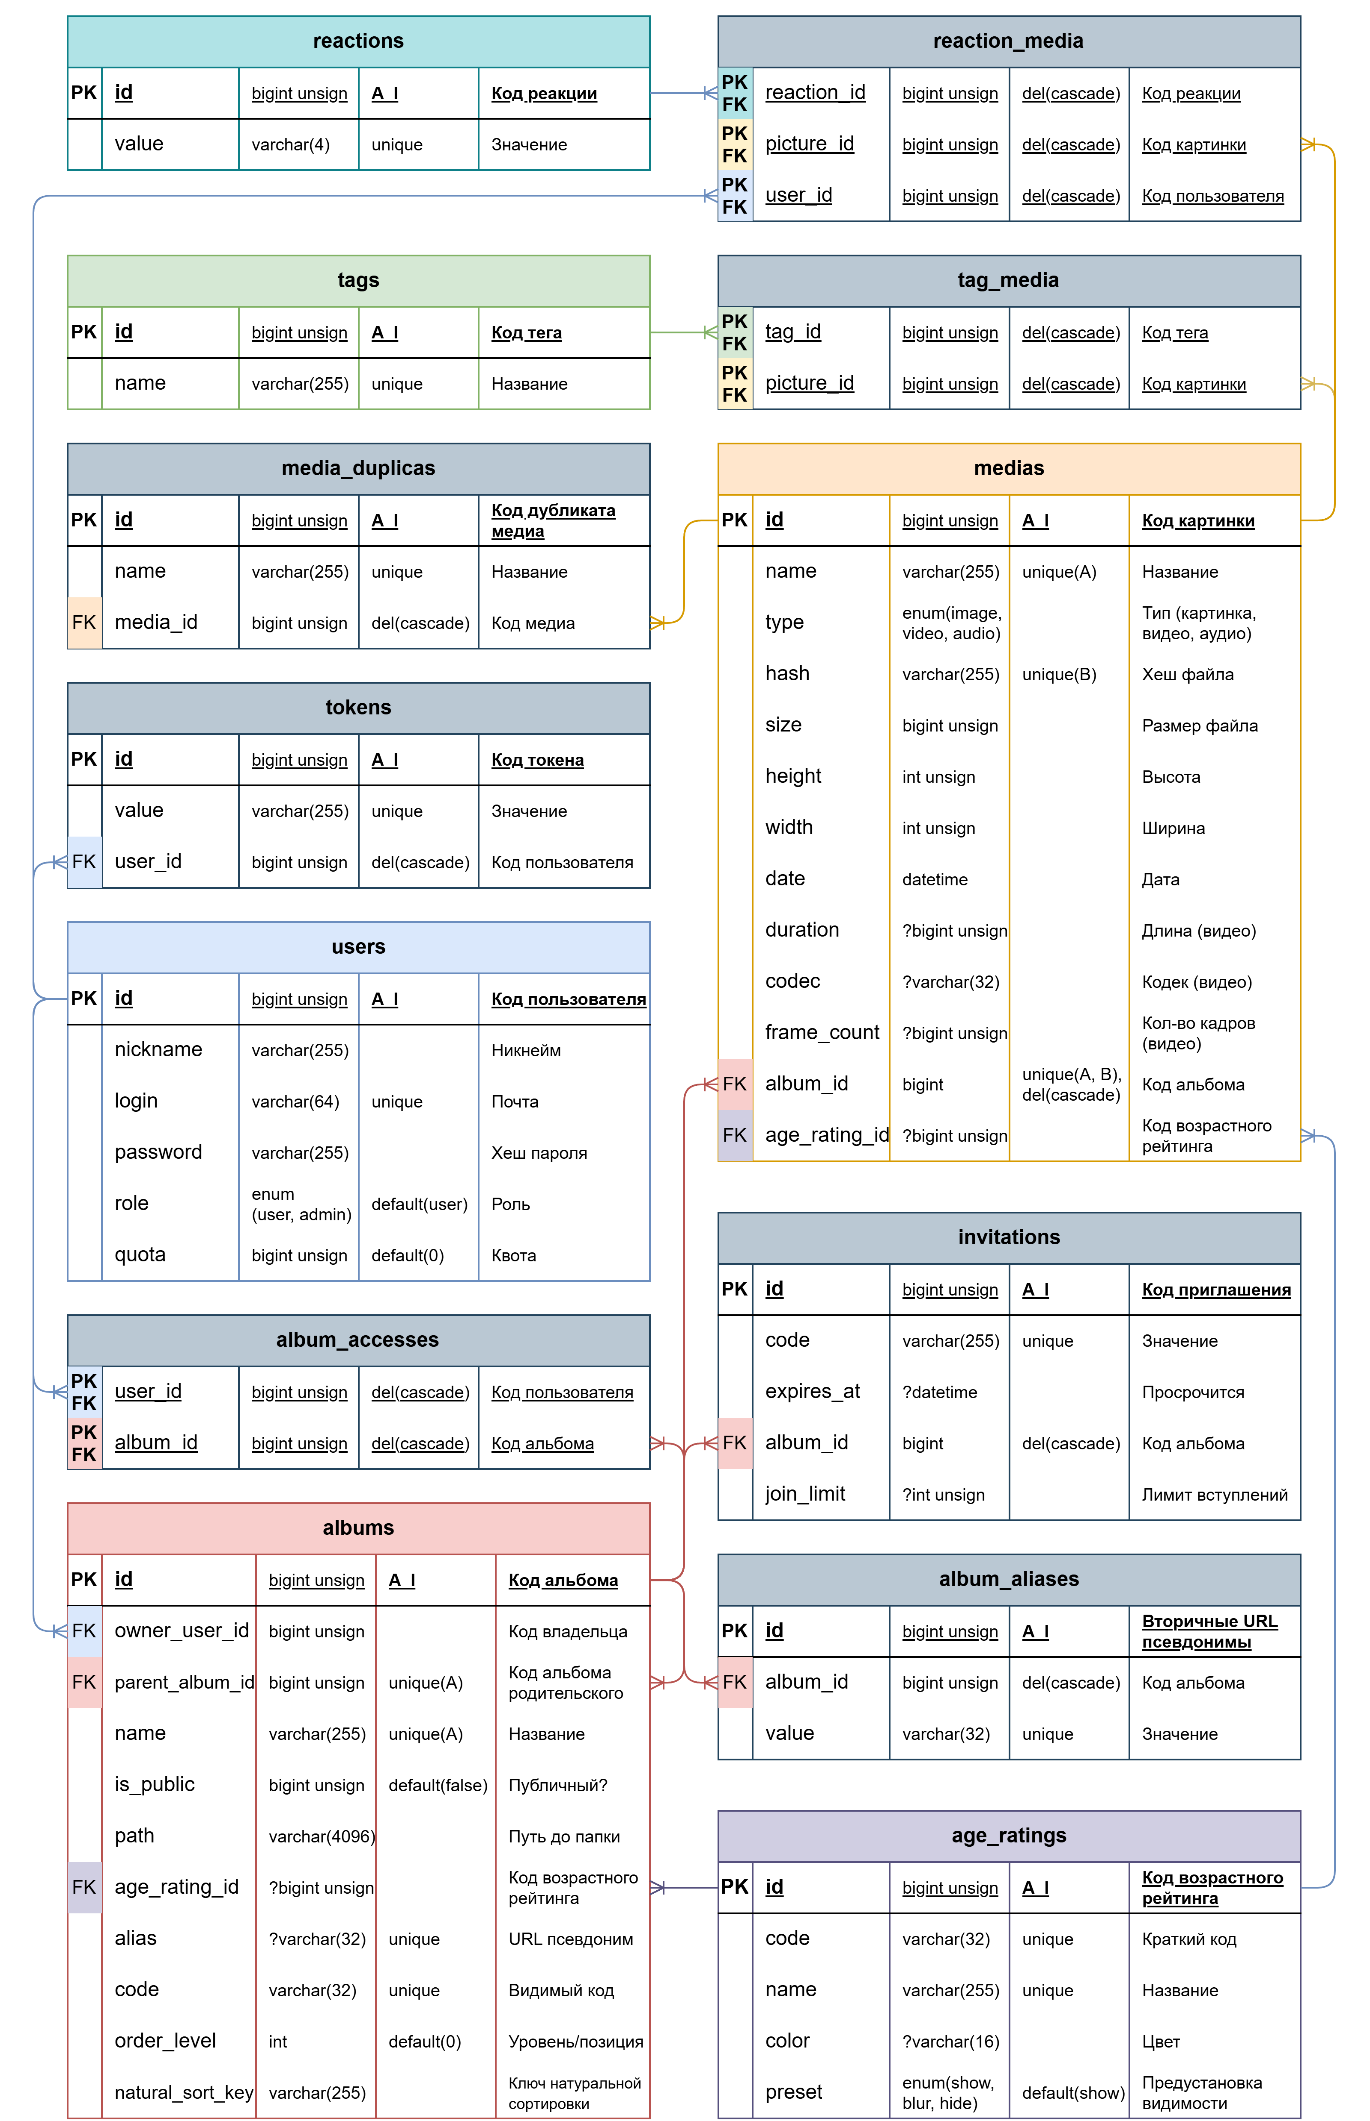 reactions
PK id bigint unsign A_I Код реакции
value varchar(4) unique Значение
reaction_media
PK
FK reaction_id bigint unsign del(cascade) Код реакции
PK
FK picture_id bigint unsign del(cascade) Код картинки
PK
FK user_id bigint unsign del(cascade) Код пользователя
tags
PK id bigint unsign A_I Код тега
name varchar(255) unique Название
tag_media
PK
FK tag_id bigint unsign del(cascade) Код тега
PK
FK picture_id bigint unsign del(cascade) Код картинки
media_duplicas
PK id bigint unsign A_I Код дубликата
медиа
name varchar(255) unique Название
FK media_id bigint unsign del(cascade) Код медиа
medias
PK id bigint unsign A_I Код картинки
name varchar(255) unique(A) Название
type enum(image, Тип (картинка,
video, audio) видео, аудио)
hash varchar(255) unique(B) Хеш файла
size bigint unsign Размер файла
height int unsign Высота
width int unsign Ширина
date datetime Дата
duration ?bigint unsign Длина (видео)
codec ?varchar(32) Кодек (видео)
frame_count ?bigint unsign Кол-во кадров
(видео)
FK album_id bigint unique(A, B), Код альбома
del(cascade)
FK age_rating_id ?bigint unsign Код возрастного
рейтинга
tokens
PK id bigint unsign A_I Код токена
value varchar(255) unique Значение
FK user_id bigint unsign del(cascade) Код пользователя
users
PK id bigint unsign A_I Код пользователя
nickname varchar(255) Никнейм
login varchar(64) unique Почта
password varchar(255) Хеш пароля
role enum default(user) Роль
(user, admin)
quota bigint unsign default(0) Квота
invitations
PK id bigint unsign A_I Код приглашения
code varchar(255) unique Значение
expires_at ?datetime Просрочится
FK album_id bigint del(cascade) Код альбома
join_limit ?int unsign Лимит вступлений
album_accesses
PK
FK user_id bigint unsign del(cascade) Код пользователя
PK
FK album_id bigint unsign del(cascade) Код альбома
albums
PK id bigint unsign A_I Код альбома
FK owner_user_id bigint unsign Код владельца
FK parent_album_id bigint unsign unique(A) Код альбома
родительского
name varchar(255) unique(A) Название
is_public bigint unsign default(false) Публичный?
path varchar(4096) Путь до папки
FK age_rating_id ?bigint unsign Код возрастного
рейтинга
alias ?varchar(32) unique URL псевдоним
code varchar(32) unique Видимый код
order_level int default(0) Уровень/позиция
natural_sort_key varchar(255) Ключ натуральной
сортировки
album_aliases
PK id bigint unsign A_I Вторичные URL
псевдонимы
FK album_id bigint unsign del(cascade) Код альбома
value varchar(32) unique Значение
age_ratings
PK id bigint unsign A_I Код возрастного
рейтинга
code varchar(32) unique Краткий код
name varchar(255) unique Название
color ?varchar(16) Цвет
preset enum(show, default(show) Предустановка
blur, hide) видимости